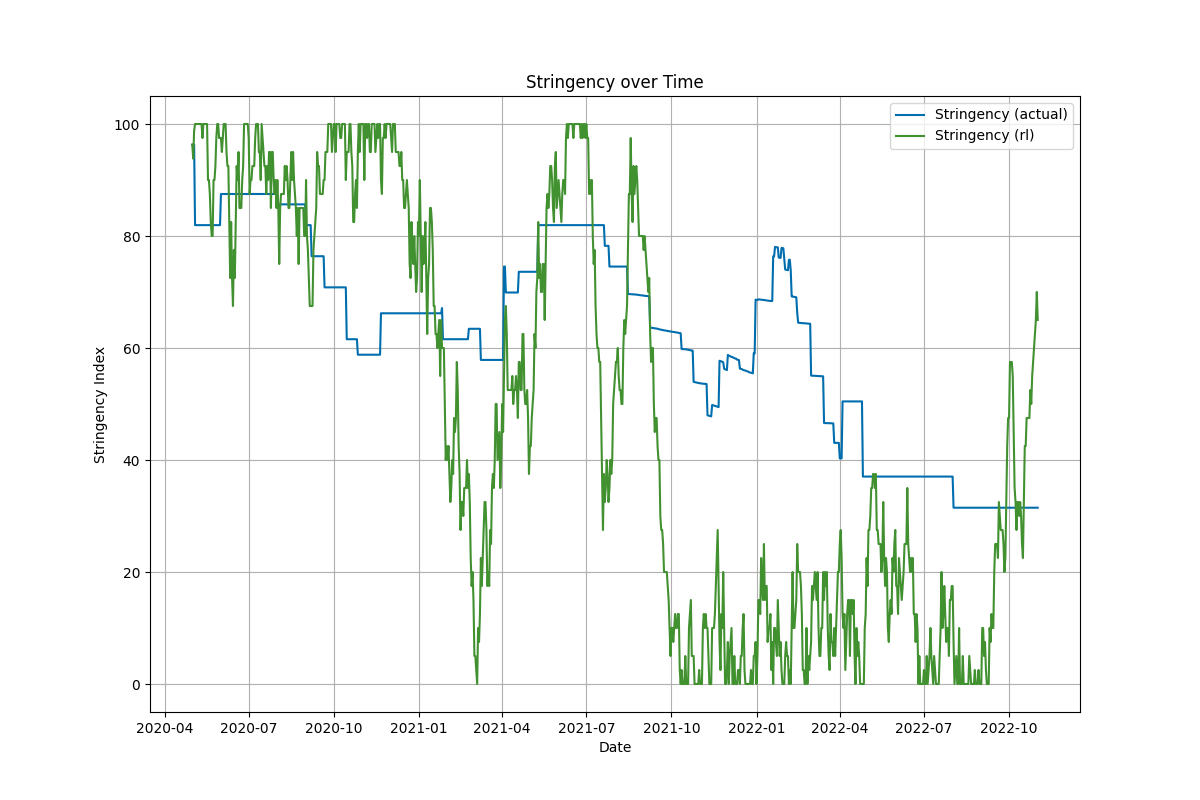 Stringency over Time
Stringency (actual)
Stringency (rl)
Stringency Index
100
80
60
40
20
0
2020-04 2020-07 2020-10 2021-01 2021-04 2021-07 2021-10 2022-01 2022-04 2022-07 2022-10
Date